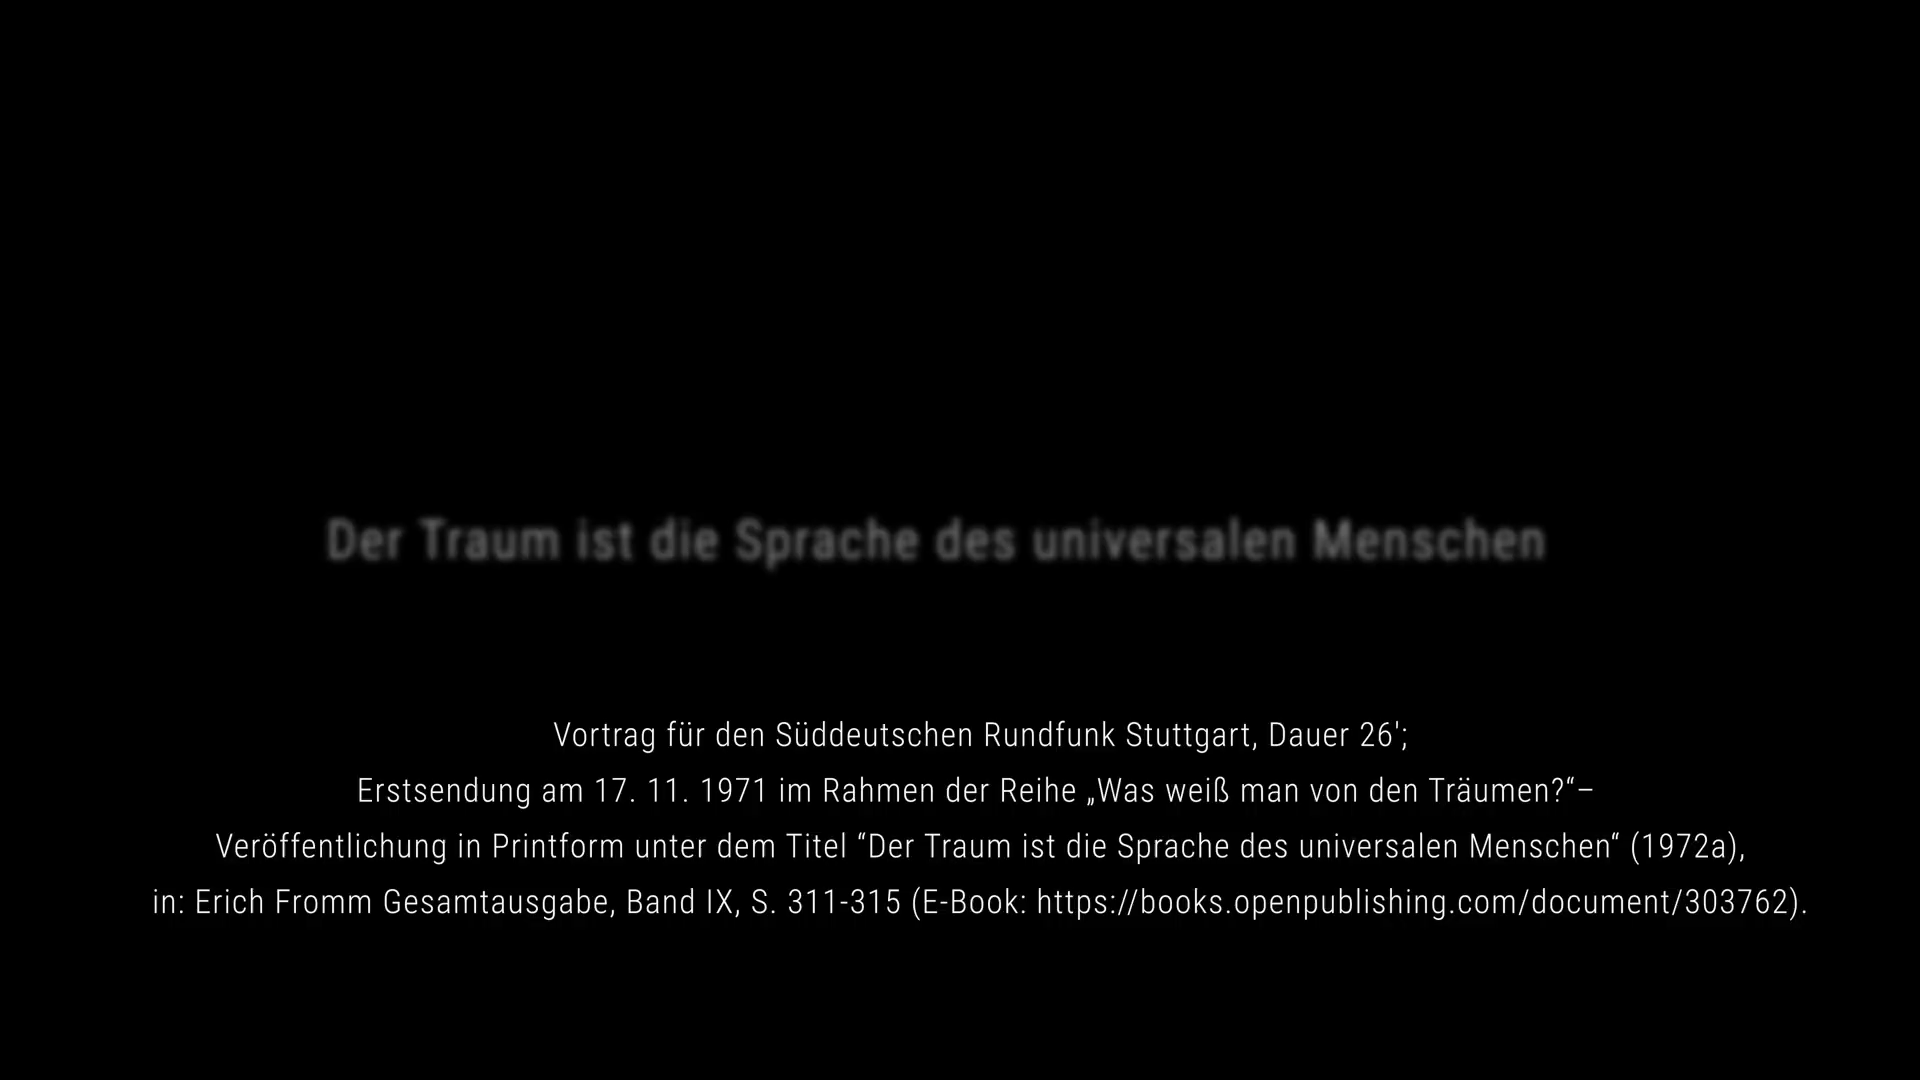 Der Traum ist die Sprache des universalen Menschen
Vortrag für den Süddeutschen Rundfunk Stuttgart, Dauer 26';
Erstsendung am 17. 11. 1971 im Rahmen der Reihe „Was weiß man von den Träumen?“–
Veröffentlichung in Printform unter dem Titel “Der Traum ist die Sprache des universalen Menschen“ (1972a),
in: Erich Fromm Gesamtausgabe, Band IX, S. 311-315 (E-Book: https://books.openpublishing.com/document/303762).